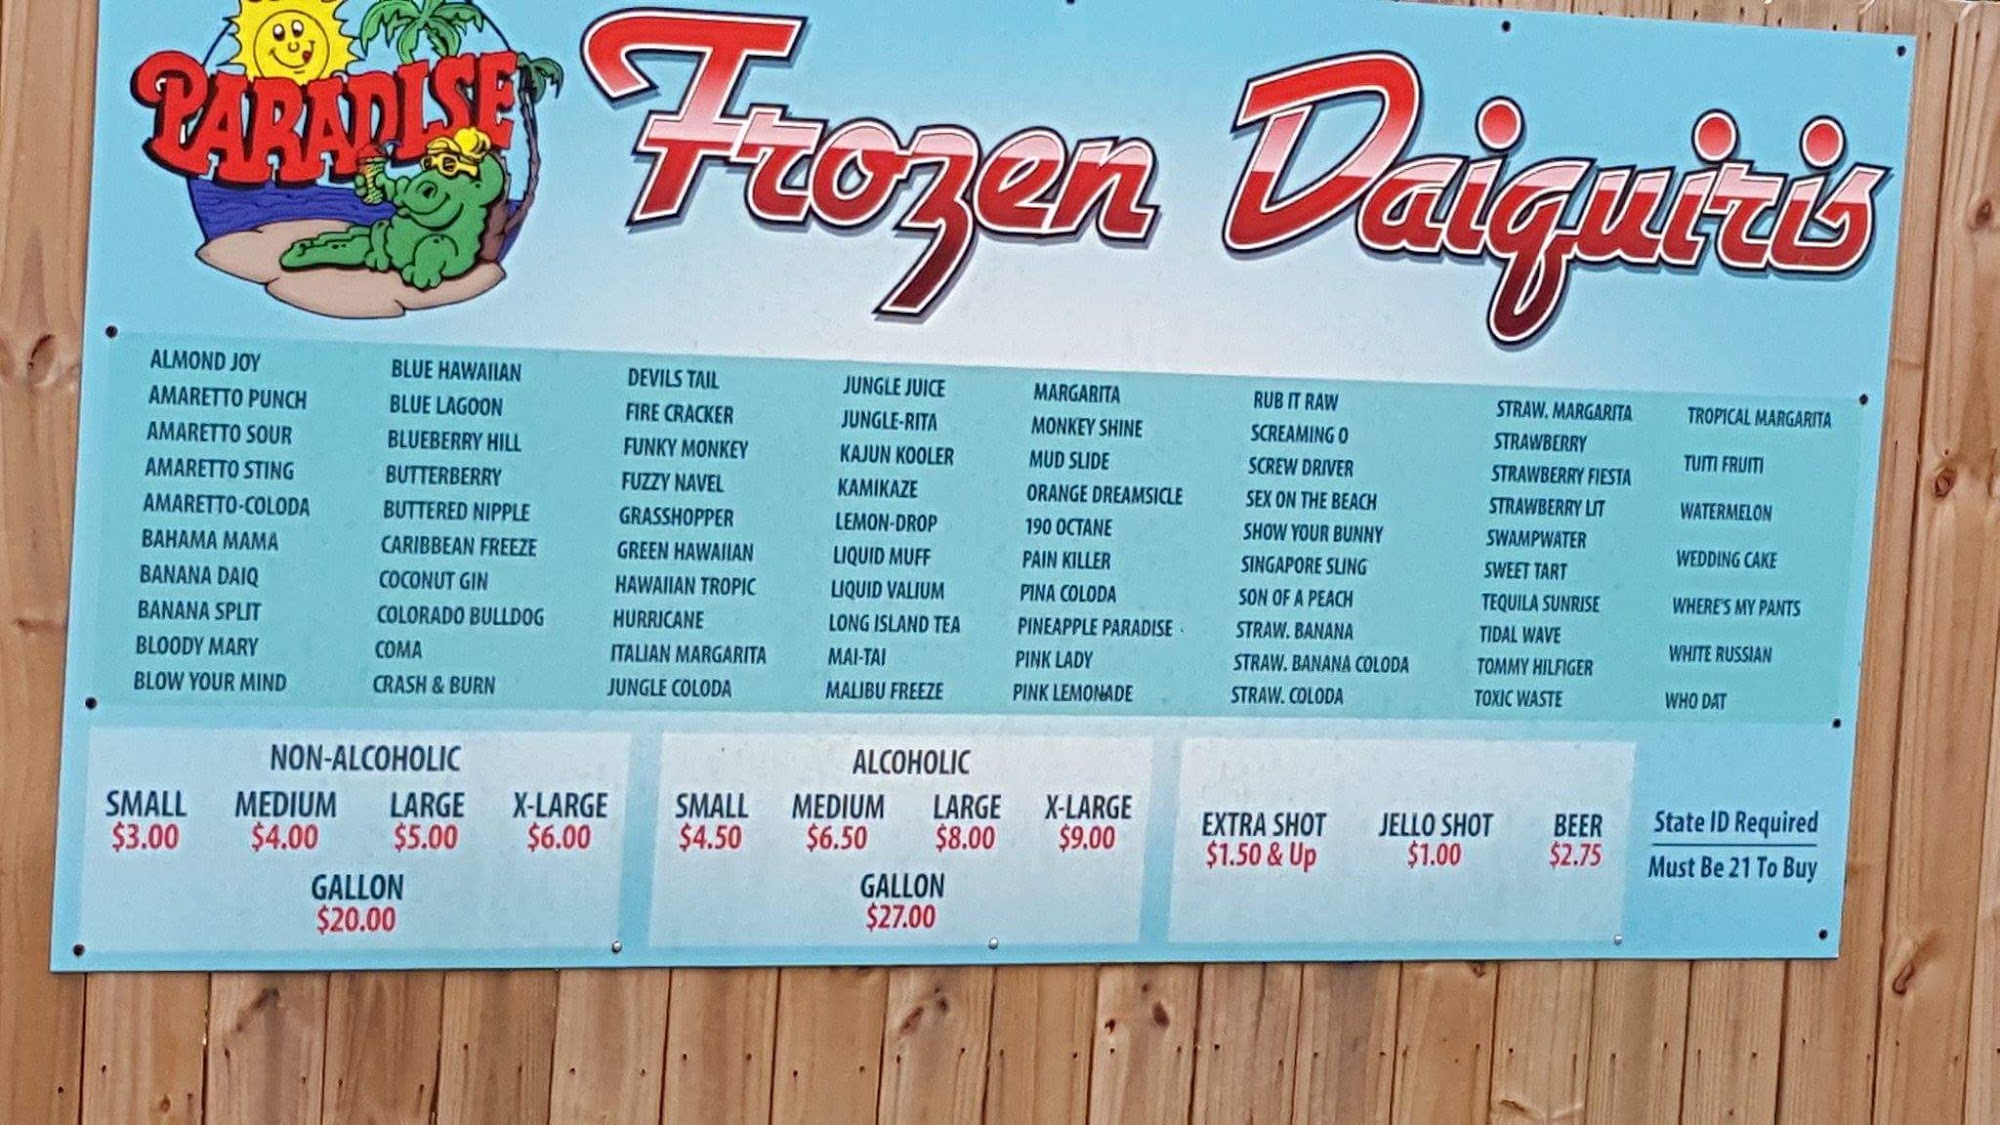 PARADISE
Frozen Daiquiris
ALMOND JOY
AMARETTO PUNCH
AMARETTO SOUR
AMARETTO STING
AMARETTO-COLODA
BAHAMA MAMA
BANANA DAIQ
BANANA SPLIT
BLOODY MARY
BLOW YOUR MIND
BLUE HAWAIIAN
BLUE LAGOON
BLUEBERRY HILL
BUTTERBERRY
BUTTERED NIPPLE
CARIBBEAN FREEZE
COCONUT GIN
COLORADO BULLDOG
COMA
CRASH & BURN
DEVILS TAIL
FIRE CRACKER
FUNKY MONKEY
FUZZY NAVEL
GRASSHOPPER
GREEN HAWAIIAN
HAWAIIAN TROPIC
HURRICANE
ITALIAN MARGARITA
JUNGLE COLODA
JUNGLE JUICE
JUNGLE-RITA
KAJUN KOOLER
KAMIKAZE
LEMON-DROP
LIQUID MUFF
LIQUID VALIUM
LONG ISLAND TEA
MAI-TAI
MALIBU FREEZE
MARGARITA
MONKEY SHINE
MUD SLIDE
ORANGE DREAMSICLE
190 OCTANE
PAIN KILLER
PINA COLODA
PINEAPPLE PARADISE
PINK LADY
PINK LEMONADE
RUB IT RAW
SCREAMING O
SCREW DRIVER
SEX ON THE BEACH
SHOW YOUR BUNNY
SINGAPORE SLING
SON OF A PEACH
STRAW. BANANA
STRAW. BANANA COLODA
STRAW. COLODA
STRAW. MARGARITA
STRAWBERRY
STRAWBERRY FIESTA
STRAWBERRY LIT
SWAMPWATER
SWEET TART
TEQUILA SUNRISE
TIDAL WAVE
TOMMY HILFIGER
TOXIC WASTE
TROPICAL MARGARITA
TUITI FRUITI
WATERMELON
WEDDING CAKE
WHERE'S MY PANTS
WHITE RUSSIAN
WHO DAT
NON-ALCOHOLIC
SMALL MEDIUM LARGE X-LARGE
$3.00 $4.00 $5.00 $6.00
GALLON
$20.00
ALCOHOLIC
SMALL MEDIUM LARGE X-LARGE
$4.50 $6.50 $8.00 $9.00
GALLON
$27.00
EXTRA SHOT JELLO SHOT BEER
$1.50 & Up $1.00 $2.75
State ID Required
Must Be 21 To Buy